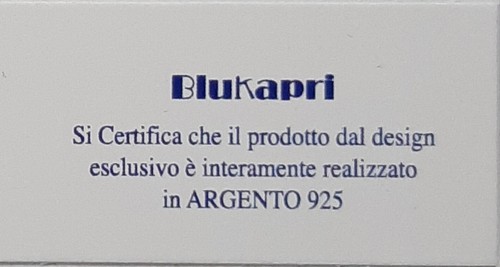 BluKapri
Si Certifica che il prodotto dal design
esclusivo è interamente realizzato
in ARGENTO 925